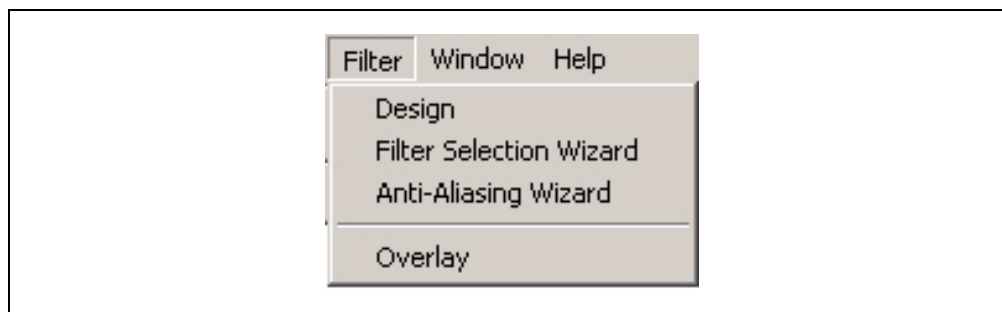 Filter Window Help
Design
Filter Selection Wizard
Anti-Aliasing Wizard
Overlay